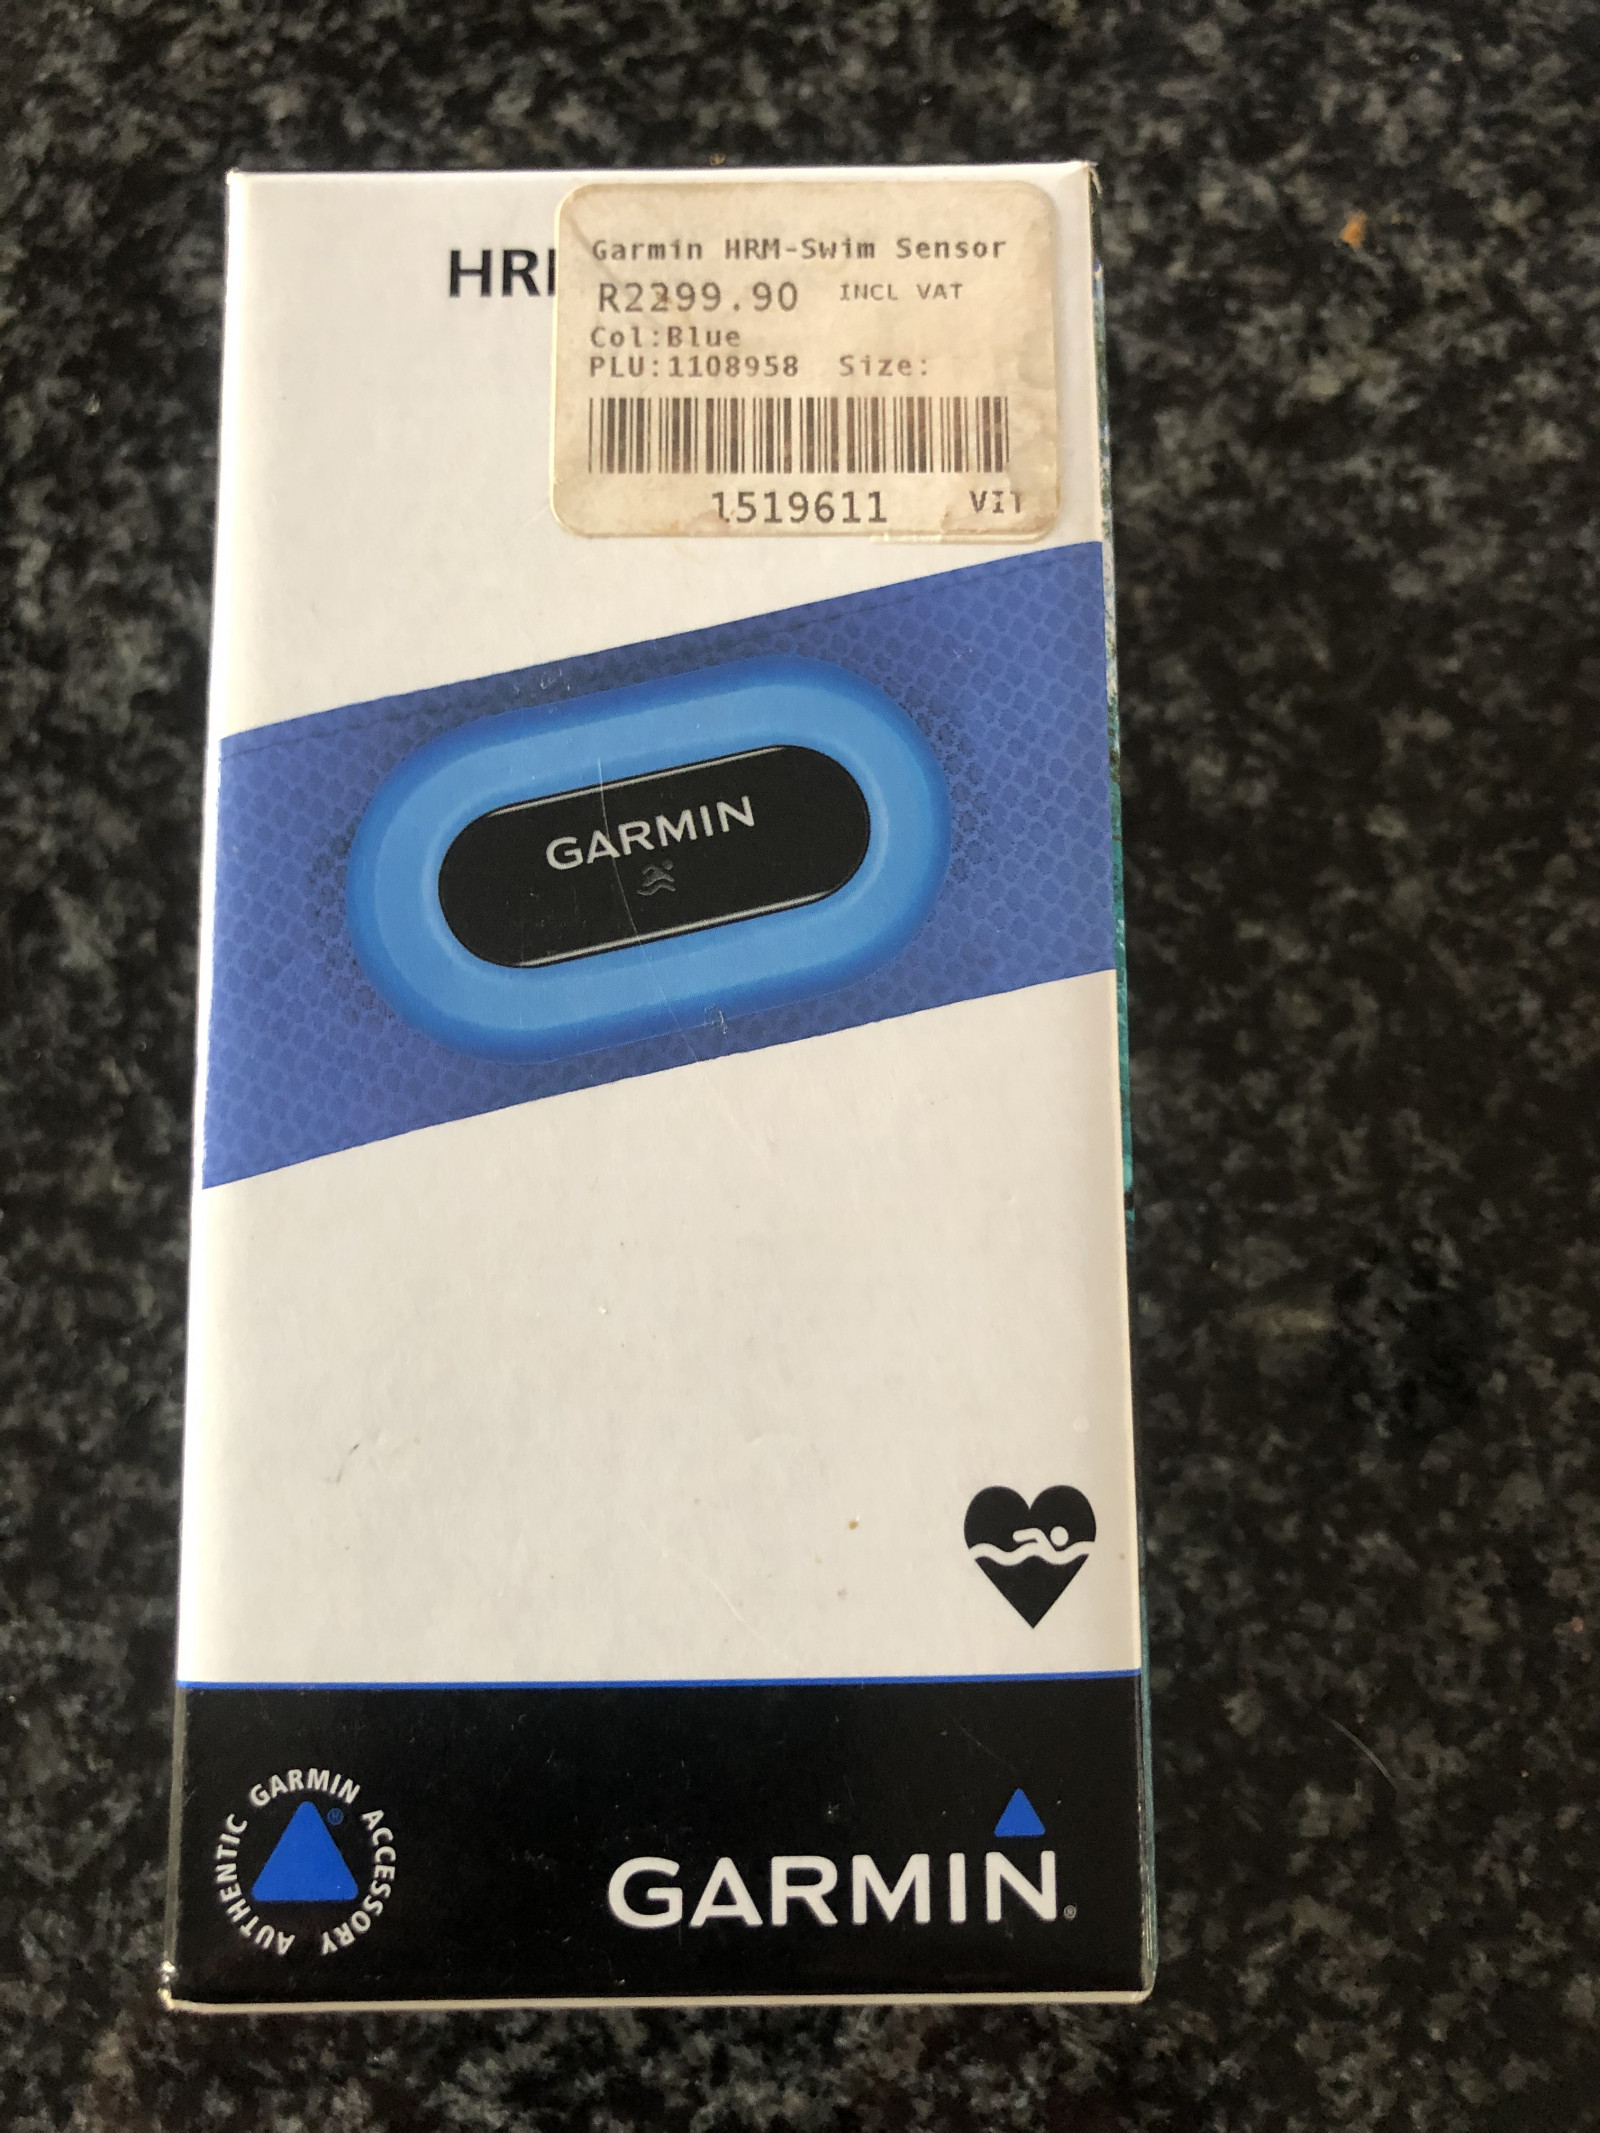 HRM
Garmin HRM-Swim Sensor
R2299.90 INCL VAT
Col:Blue
PLU:1108958 Size:
1519611 VIT
GARMIN
AUTHENTIC GARMIN ACCESSORY
®
GARMIN®